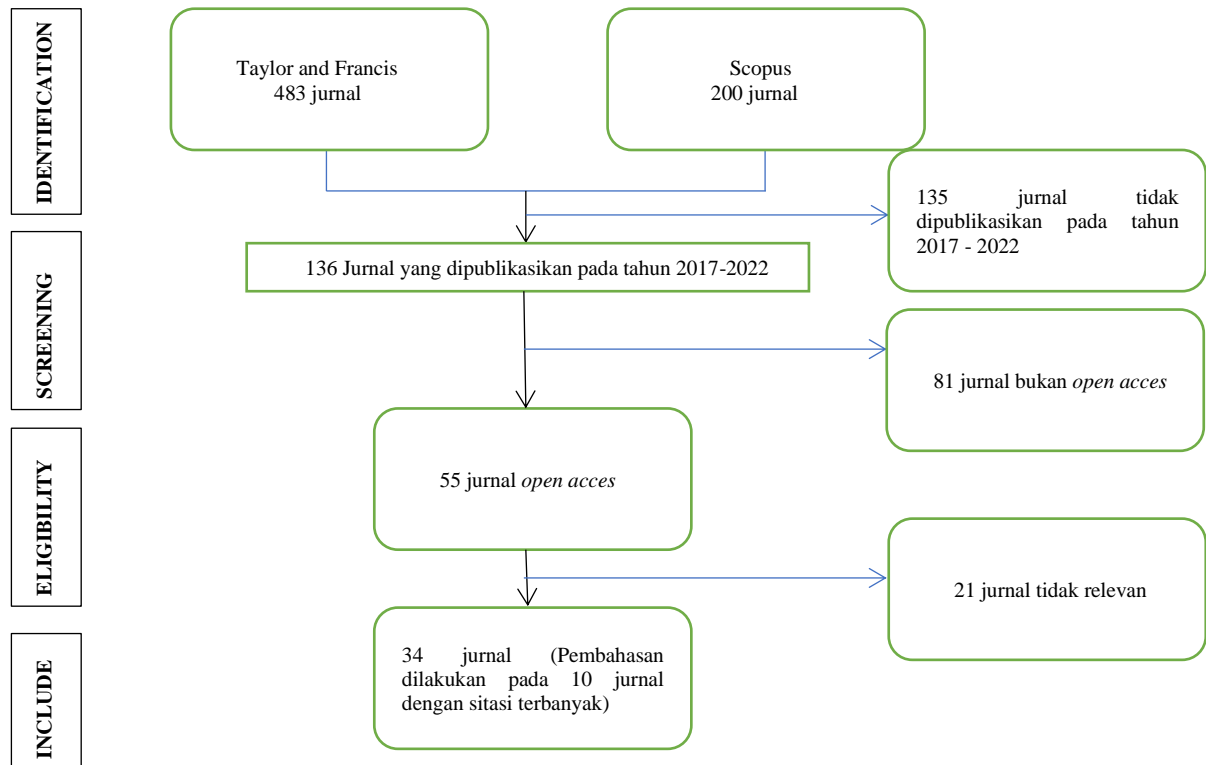 IDENTIFICATION
Taylor and Francis
483 jurnal
Scopus
200 jurnal
135 jurnal tidak
dipublikasikan pada tahun
2017 - 2022
SCREENING
136 Jurnal yang dipublikasikan pada tahun 2017-2022
81 jurnal bukan open acces
ELIGIBILITY
55 jurnal open acces
21 jurnal tidak relevan
INCLUDE
34 jurnal (Pembahasan
dilakukan pada 10 jurnal
dengan sitasi terbanyak)